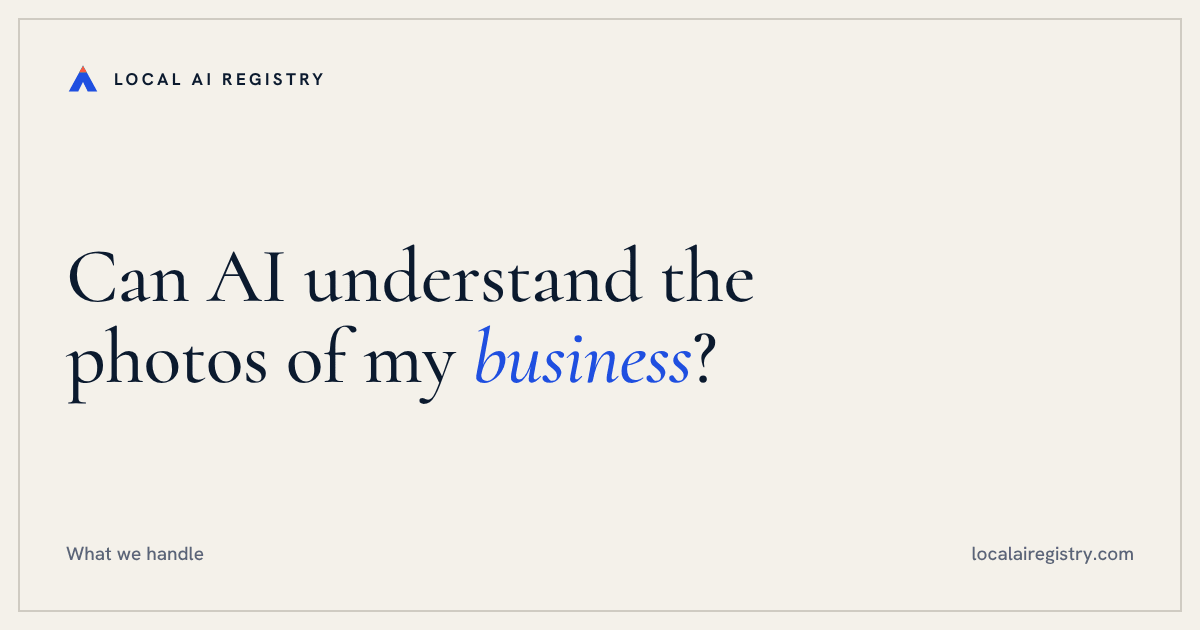 LOCAL AI REGISTRY
Can AI understand the
photos of my business?
What we handle
localairegistry.com